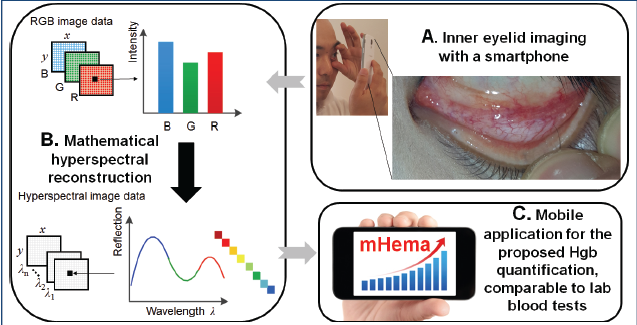 A. Inner eyelid imaging
with a smartphone
RGB image data
x
y
B
G
R
Intensity
B G R
B. Mathematical
hyperspectral
reconstruction
Hyperspectral image data
x
y
λn
λ2
λ1
Reflection
Wavelength λ
C. Mobile
application for the
proposed Hgb
quantification,
comparable to lab
blood tests
mHema